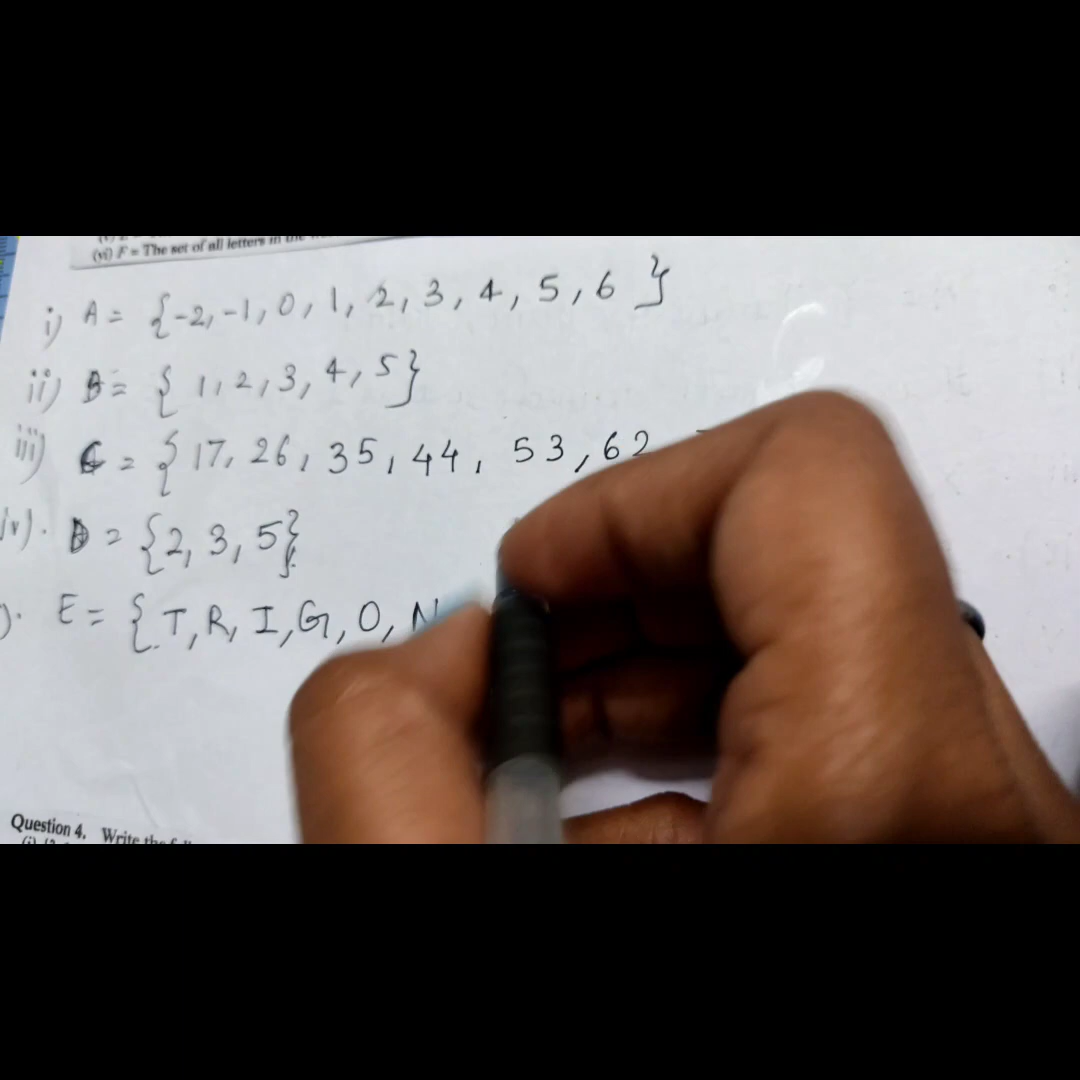 (vi) F = The set of all letters in the
i) A = {-2, -1, 0, 1, 2, 3, 4, 5, 6 }
ii) B = { 1, 2, 3, 4, 5}
iii) C = { 17, 26, 35, 44, 53, 62
iv). D = {2, 3, 5}
). E = { T, R, I, G, O, N
Question 4. Write the